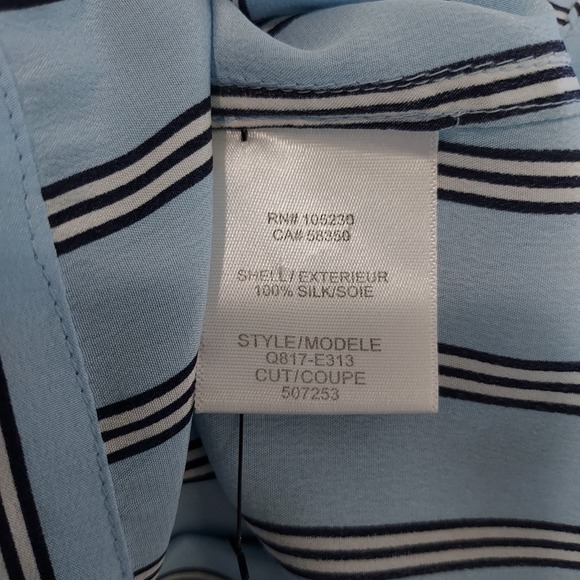 RN# 105230
CA# 58350
SHELL/EXTERIEUR
100% SILK/SOIE
STYLE/MODELE
Q817-E313
CUT/COUPE
507253